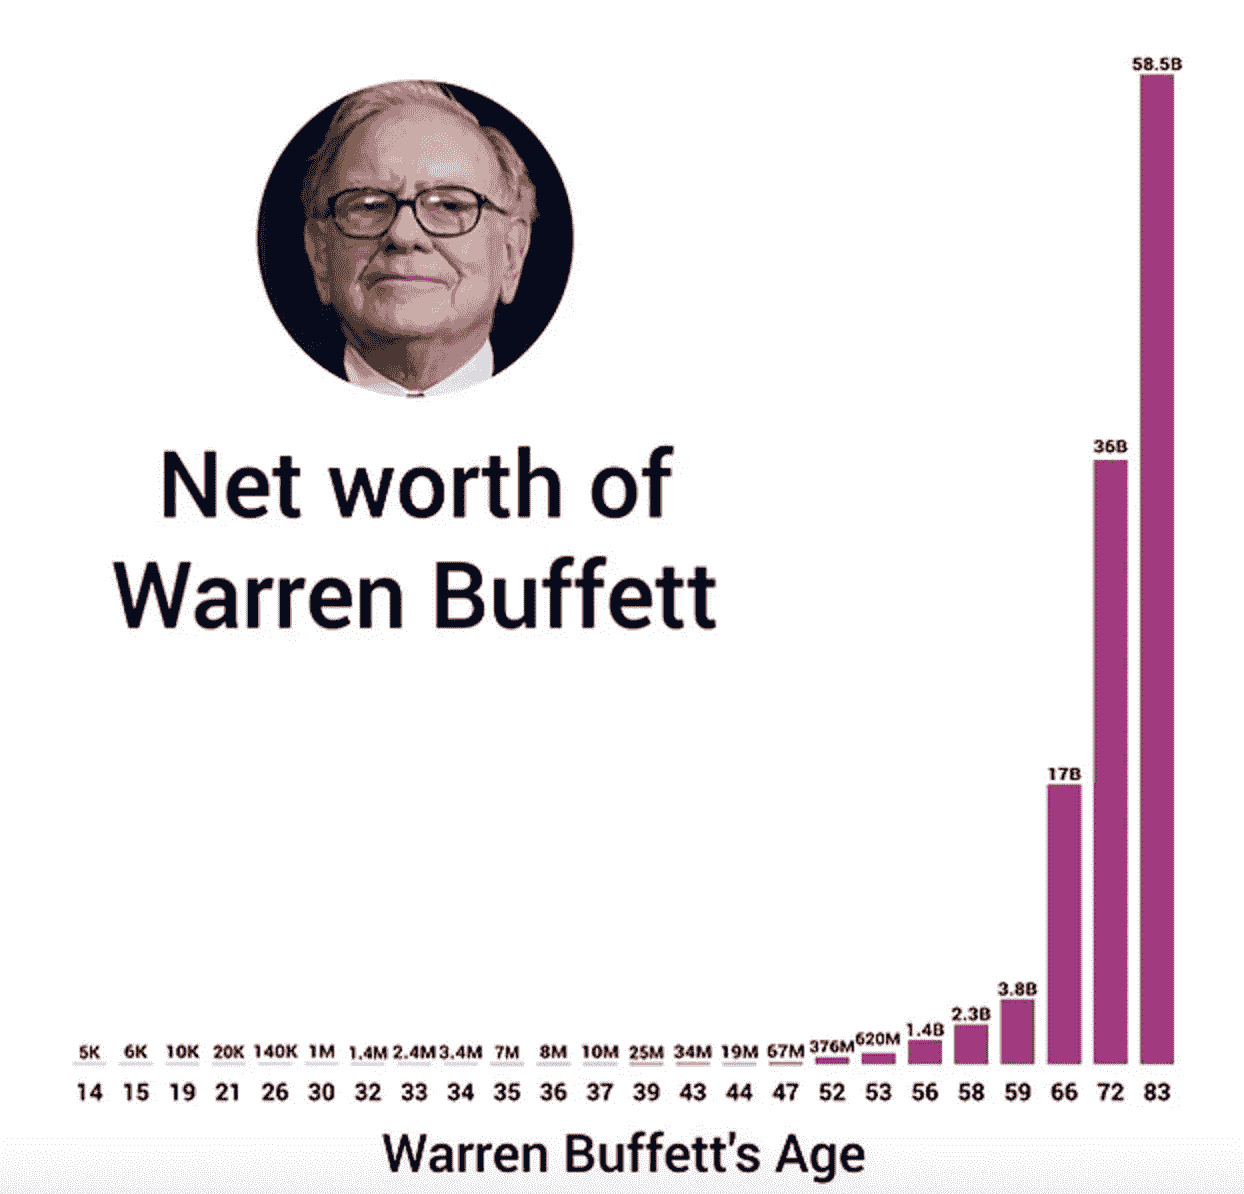 58.5B
36B
Net worth of
Warren Buffett
17B
3.8B
2.3B
1.4B
5K 6K 10K 20K 140K 1M 1.4M 2.4M 3.4M 7M 8M 10M 25M 34M 19M 67M 376M 620M
14 15 19 21 26 30 32 33 34 35 36 37 39 43 44 47 52 53 56 58 59 66 72 83
Warren Buffett's Age